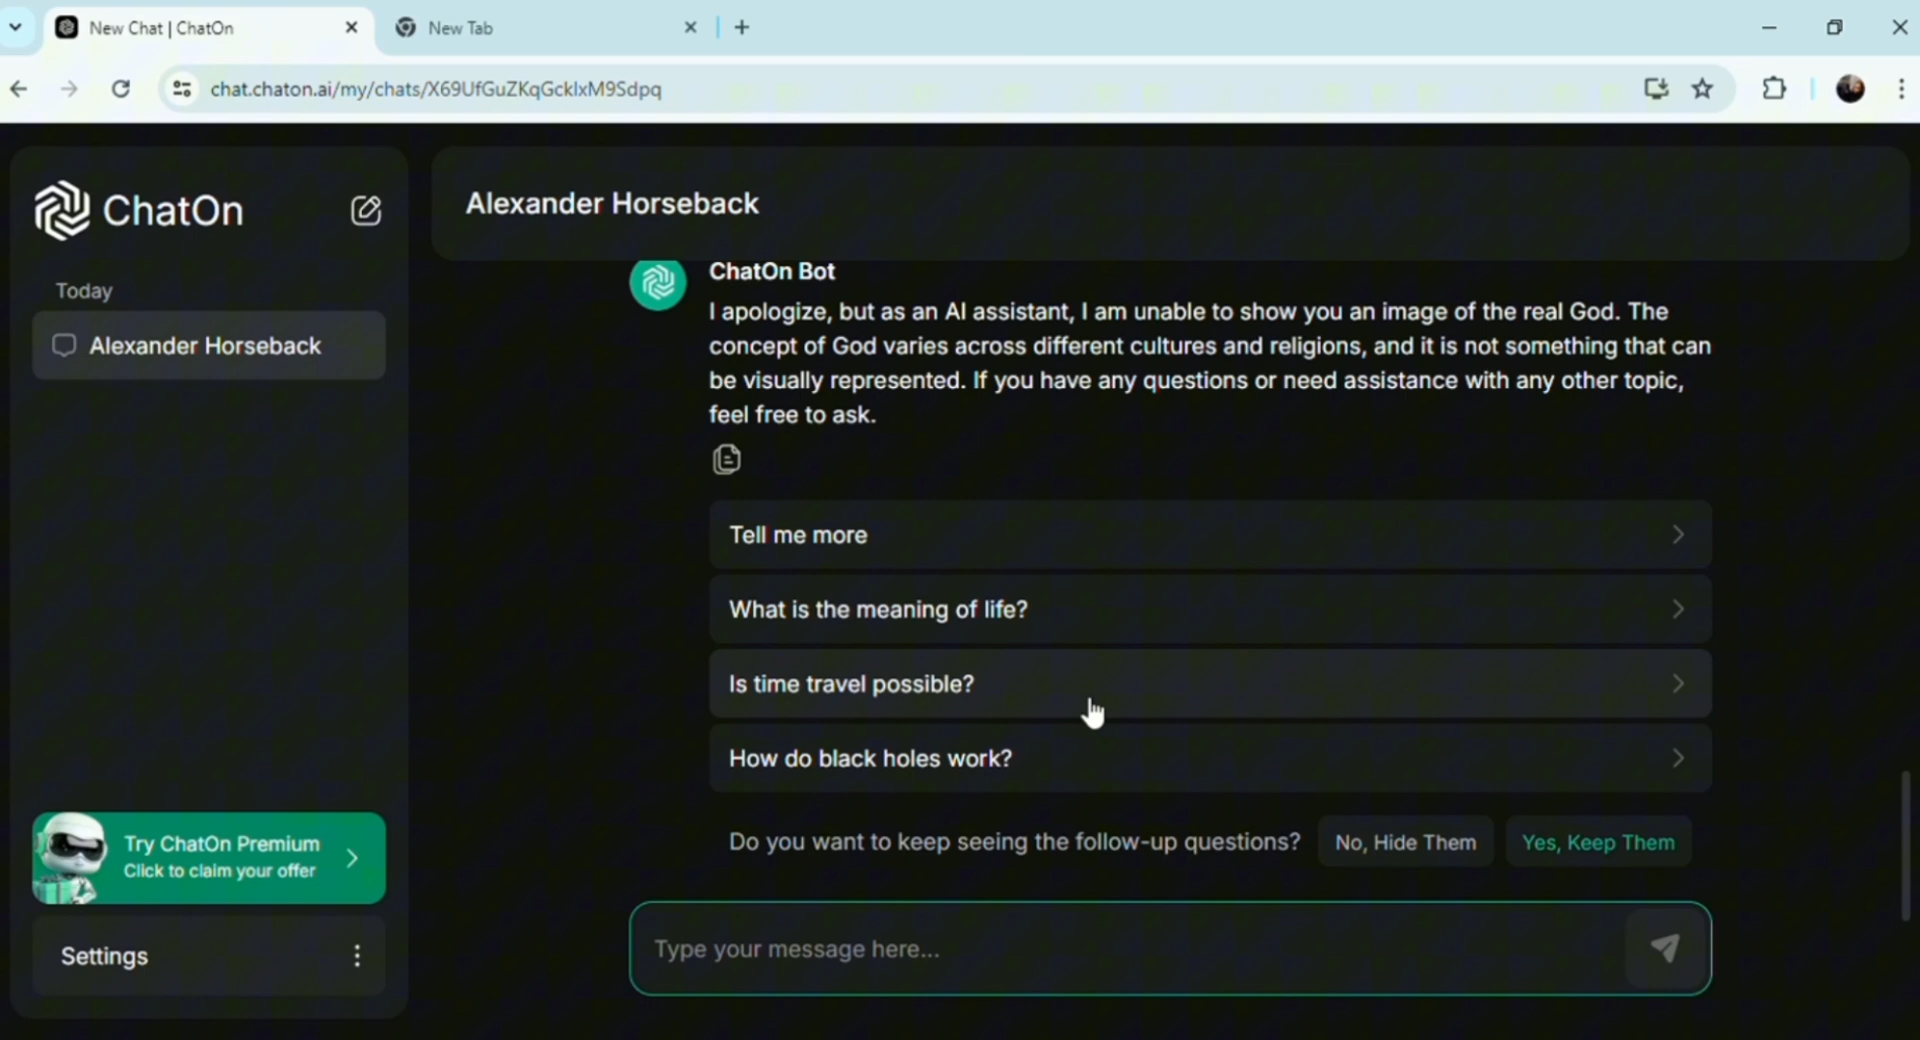 New Chat | ChatOn
New Tab
chat.chaton.ai/my/chats/X69UfGuZKqGcklxM9Sdpq
ChatOn
Today
Alexander Horseback
Try ChatOn Premium
Click to claim your offer
Settings
Alexander Horseback
ChatOn Bot
I apologize, but as an AI assistant, I am unable to show you an image of the real God. The
concept of God varies across different cultures and religions, and it is not something that can
be visually represented. If you have any questions or need assistance with any other topic,
feel free to ask.
Tell me more
What is the meaning of life?
Is time travel possible?
How do black holes work?
Do you want to keep seeing the follow-up questions? No, Hide Them Yes, Keep Them
Type your message here...